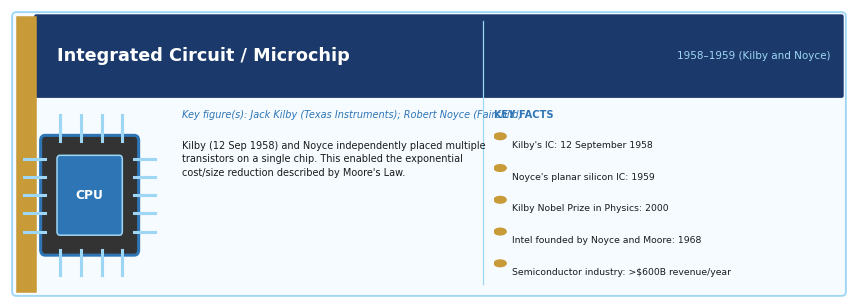 Integrated Circuit / Microchip
1958–1959 (Kilby and Noyce)
Key figure(s): Jack Kilby (Texas Instruments); Robert Noyce (Fairchild)
Kilby (12 Sep 1958) and Noyce independently placed multiple
transistors on a single chip. This enabled the exponential
cost/size reduction described by Moore's Law.
CPU
KEY FACTS
Kilby's IC: 12 September 1958
Noyce's planar silicon IC: 1959
Kilby Nobel Prize in Physics: 2000
Intel founded by Noyce and Moore: 1968
Semiconductor industry: >$600B revenue/year